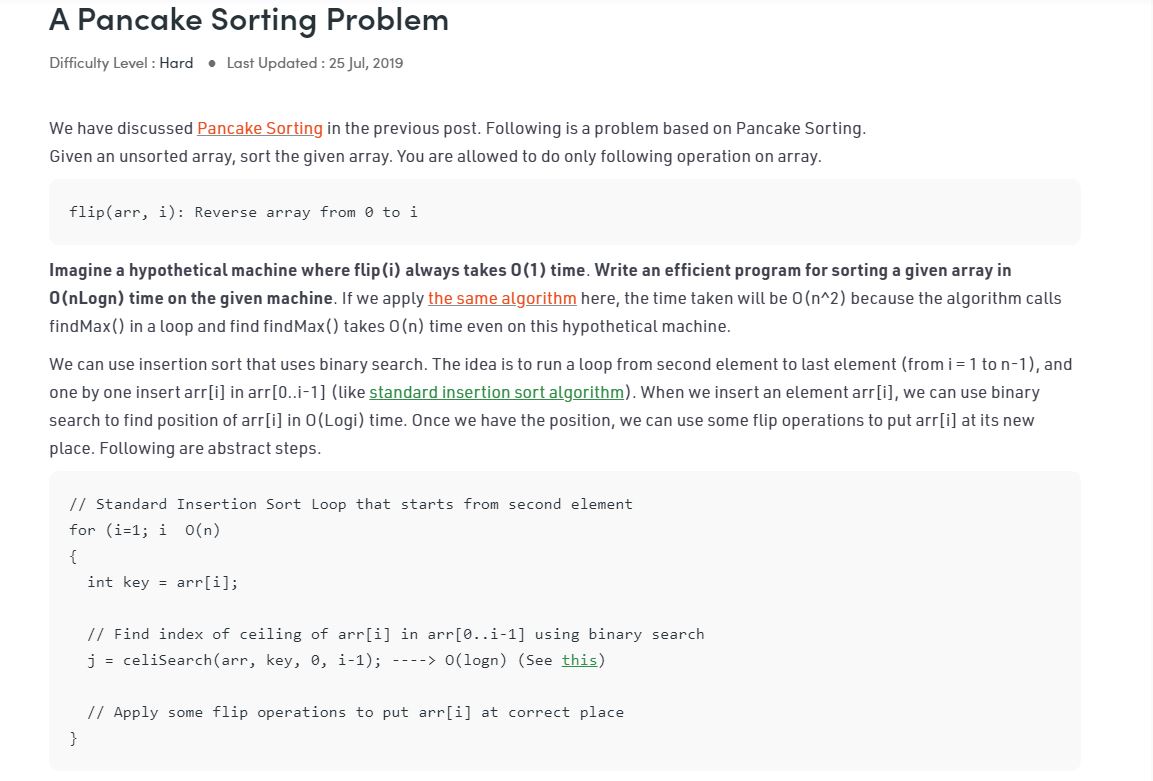 A Pancake Sorting Problem
Difficulty Level : Hard ● Last Updated : 25 Jul, 2019
We have discussed Pancake Sorting in the previous post. Following is a problem based on Pancake Sorting.
Given an unsorted array, sort the given array. You are allowed to do only following operation on array.
flip(arr, i): Reverse array from 0 to i
Imagine a hypothetical machine where flip(i) always takes O(1) time. Write an efficient program for sorting a given array in
O(nLogn) time on the given machine. If we apply the same algorithm here, the time taken will be O(n^2) because the algorithm calls
findMax() in a loop and find findMax() takes O(n) time even on this hypothetical machine.
We can use insertion sort that uses binary search. The idea is to run a loop from second element to last element (from i = 1 to n-1), and
one by one insert arr[i] in arr[0..i-1] (like standard insertion sort algorithm). When we insert an element arr[i], we can use binary
search to find position of arr[i] in O(Logi) time. Once we have the position, we can use some flip operations to put arr[i] at its new
place. Following are abstract steps.
// Standard Insertion Sort Loop that starts from second element
for (i=1; i  O(n)
{
  int key = arr[i];
  // Find index of ceiling of arr[i] in arr[0..i-1] using binary search
  j = celiSearch(arr, key, 0, i-1); ----> O(logn) (See this)
  // Apply some flip operations to put arr[i] at correct place
}